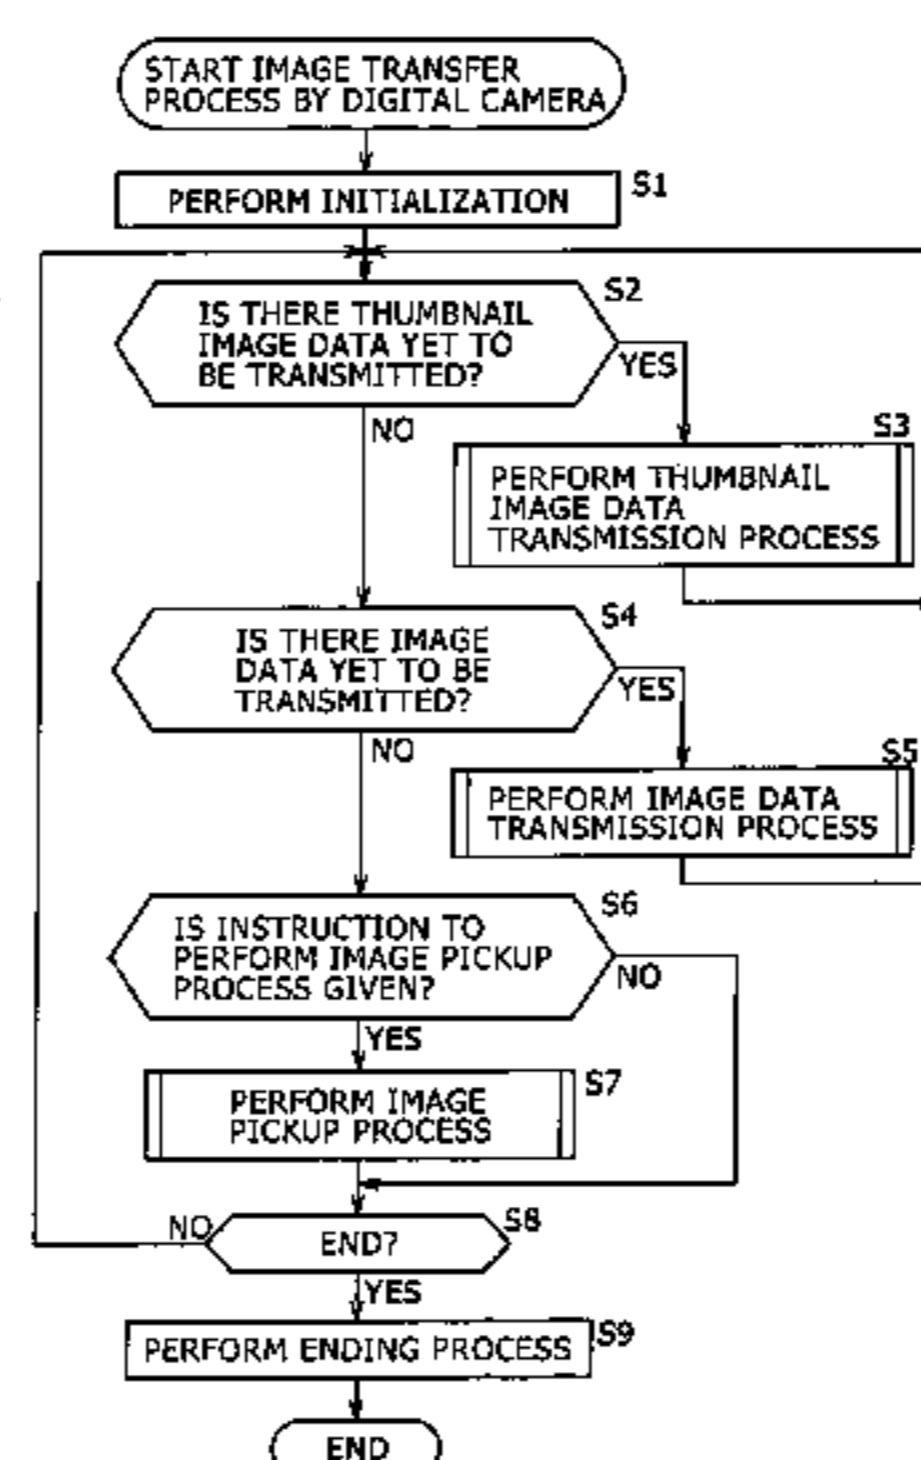 START IMAGE TRANSFER
PROCESS BY DIGITAL CAMERA
PERFORM INITIALIZATION
S1
IS THERE THUMBNAIL
IMAGE DATA YET TO
BE TRANSMITTED?
S2
YES
NO
S3
PERFORM THUMBNAIL
IMAGE DATA
TRANSMISSION PROCESS
IS THERE IMAGE
DATA YET TO BE
TRANSMITTED?
S4
YES
NO
S5
PERFORM IMAGE DATA
TRANSMISSION PROCESS
IS INSTRUCTION TO
PERFORM IMAGE PICKUP
PROCESS GIVEN?
S6
NO
YES
PERFORM IMAGE
PICKUP PROCESS
S7
NO
END?
S8
YES
PERFORM ENDING PROCESS
S9
END